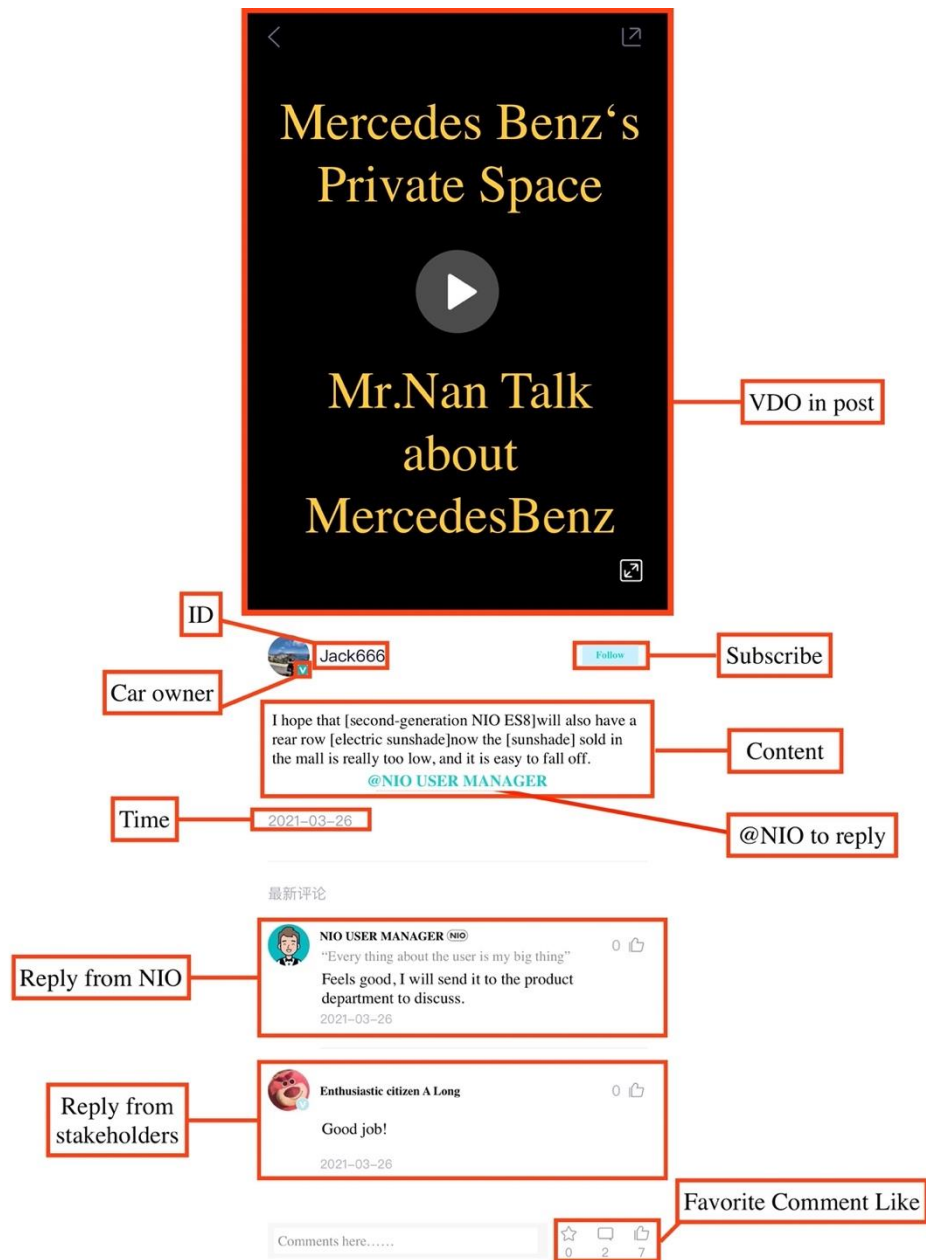 Mercedes Benz‘s
Private Space
Mr.Nan Talk
about
MercedesBenz
VDO in post
ID
Jack666
Follow
Subscribe
Car owner
I hope that [second-generation NIO ES8]will also have a
rear row [electric sunshade]now the [sunshade] sold in
the mall is really too low, and it is easy to fall off.
@NIO USER MANAGER
Content
Time
2021-03-26
@NIO to reply
最新评论
NIO USER MANAGER NIO
0
“Every thing about the user is my big thing”
Feels good, I will send it to the product
department to discuss.
2021-03-26
Reply from NIO
Enthusiastic citizen A Long
0
Good job!
2021-03-26
Reply from
stakeholders
Favorite Comment Like
Comments here……
0 2 7